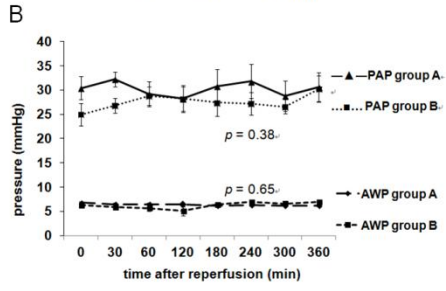 B
pressure (mmHg)
40
35
30
25
20
15
10
5
0
PAP group A
PAP group B
p = 0.38
p = 0.65
AWP group A
AWP group B
0 30 60 120 180 240 300 360
time after reperfusion (min)